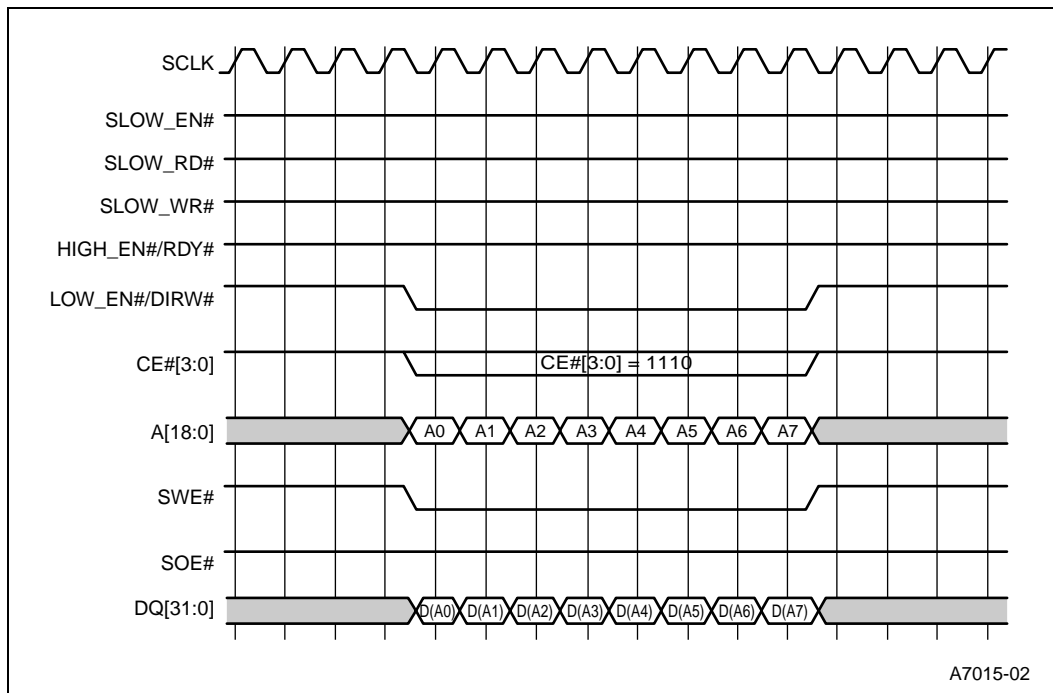 SCLK
SLOW_EN#
SLOW_RD#
SLOW_WR#
HIGH_EN#/RDY#
LOW_EN#/DIRW#
CE#[3:0] CE#[3:0] = 1110
A[18:0] A0 A1 A2 A3 A4 A5 A6 A7
SWE#
SOE#
DQ[31:0] D(A0) D(A1) D(A2) D(A3) D(A4) D(A5) D(A6) D(A7)
A7015-02